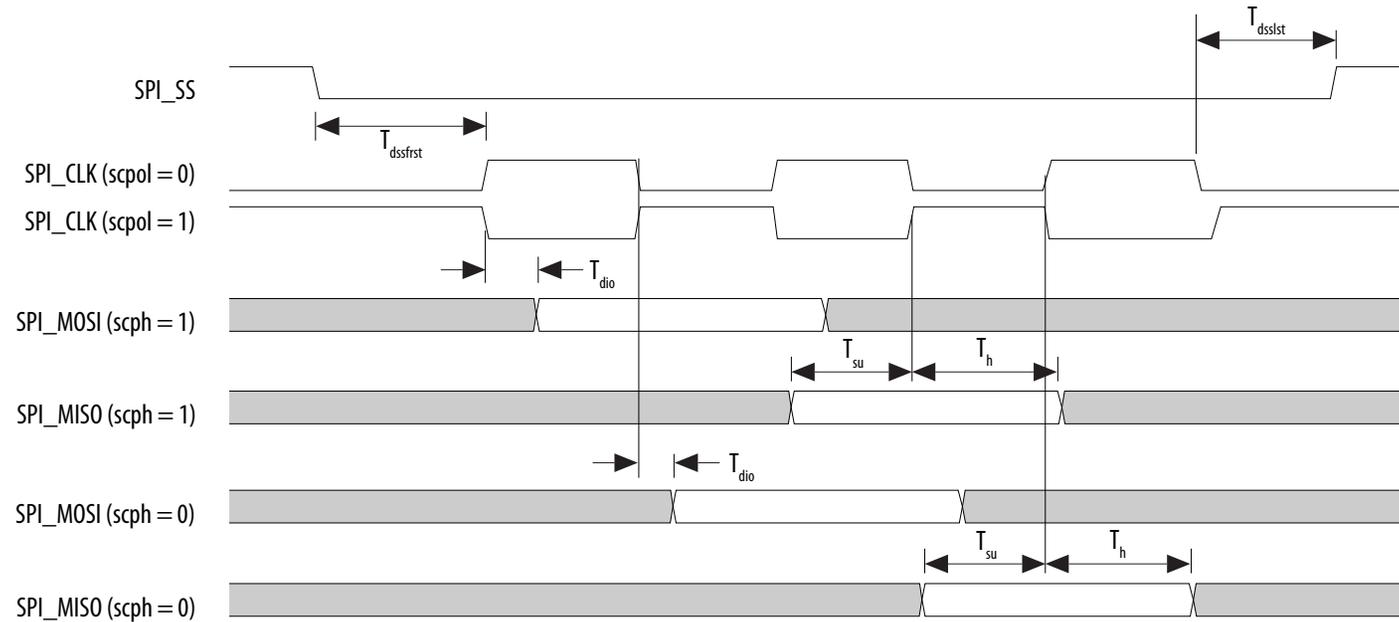 T_dsslst
SPI_SS
T_dssfrst
SPI_CLK (scpol = 0)
SPI_CLK (scpol = 1)
T_dio
SPI_MOSI (scph = 1)
T_su T_h
SPI_MISO (scph = 1)
T_dio
SPI_MOSI (scph = 0)
T_su T_h
SPI_MISO (scph = 0)